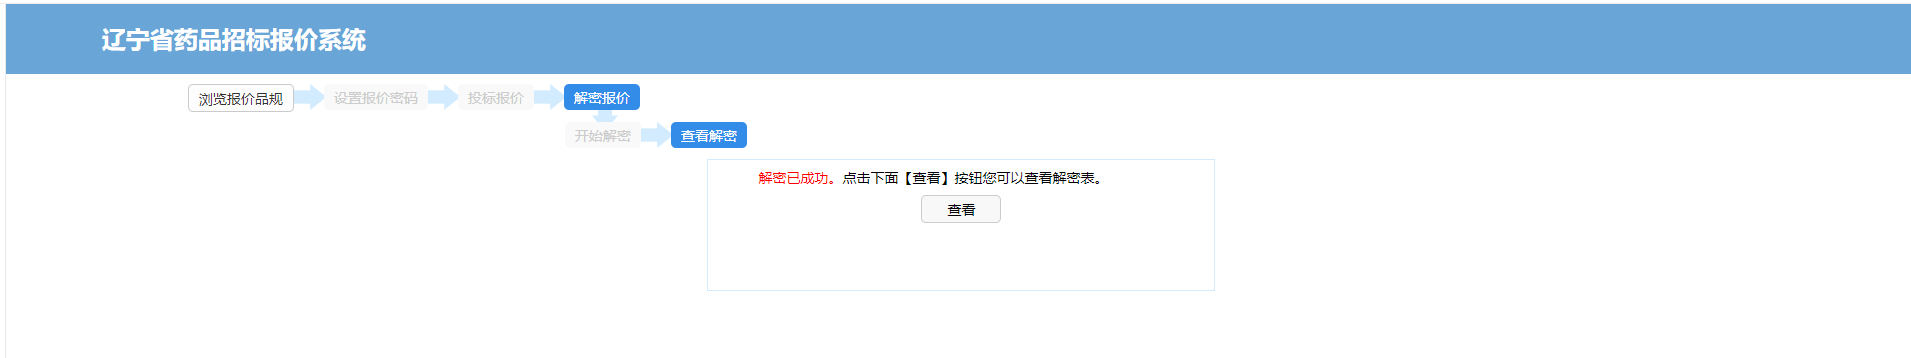 辽宁省药品招标报价系统
浏览报价品规 设置报价密码 投标报价 解密报价
开始解密 查看解密
解密已成功。点击下面【查看】按钮您可以查看解密表。
查看